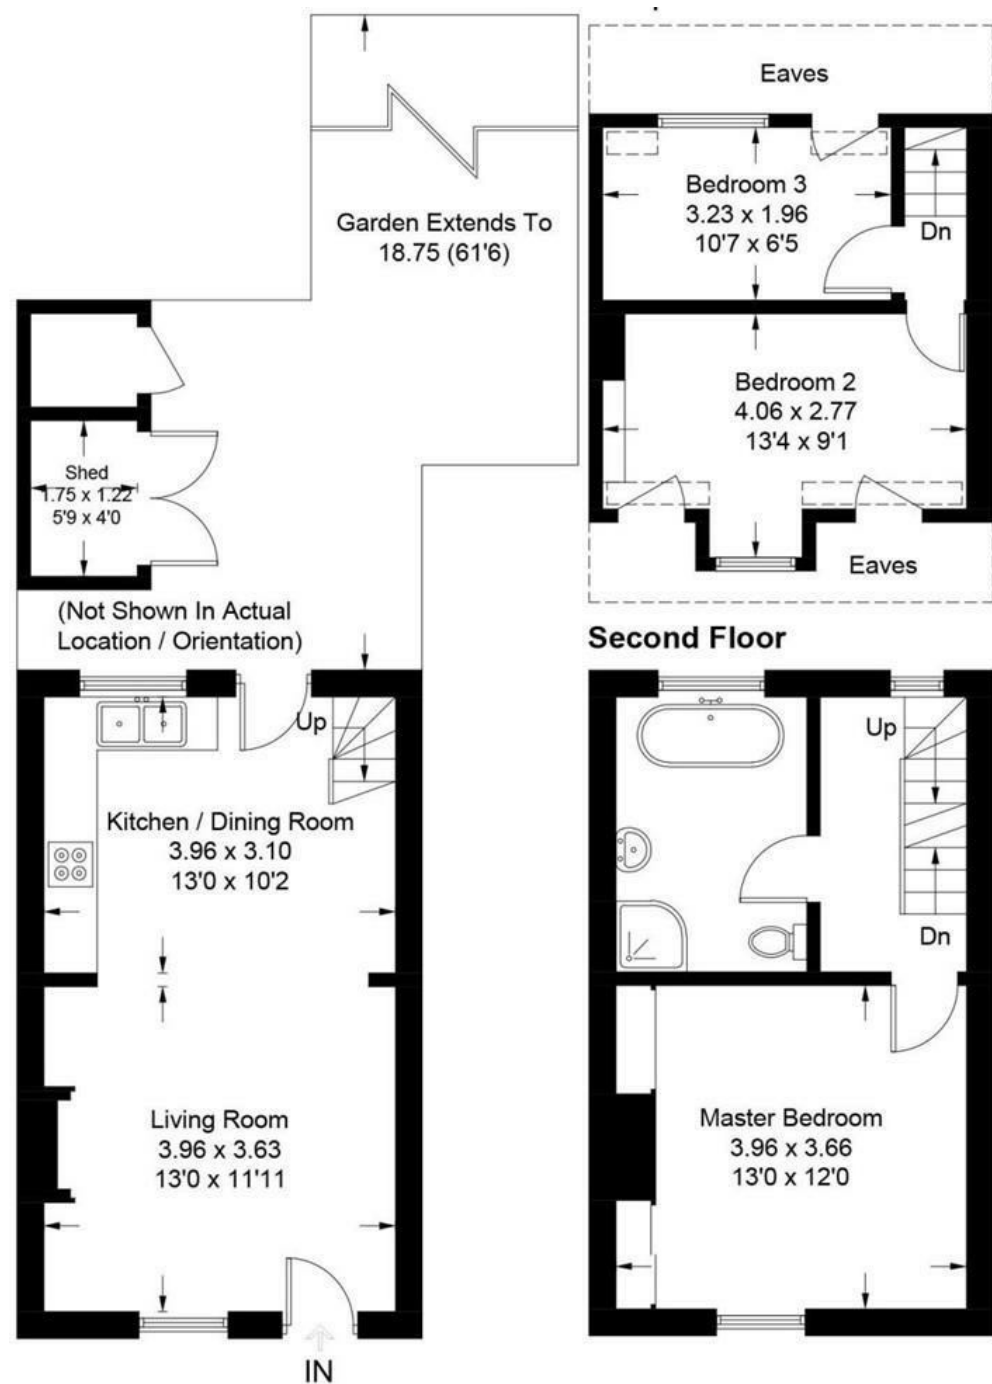 Eaves
Bedroom 3
3.23 x 1.96
10'7 x 6'5
Dn
Garden Extends To
18.75 (61'6)
Bedroom 2
4.06 x 2.77
13'4 x 9'1
Shed
1.75 x 1.22
5'9 x 4'0
Eaves
(Not Shown In Actual
Location / Orientation)
Second Floor
Up
Up
Kitchen / Dining Room
3.96 x 3.10
13'0 x 10'2
Dn
Living Room
3.96 x 3.63
13'0 x 11'11
Master Bedroom
3.96 x 3.66
13'0 x 12'0
IN